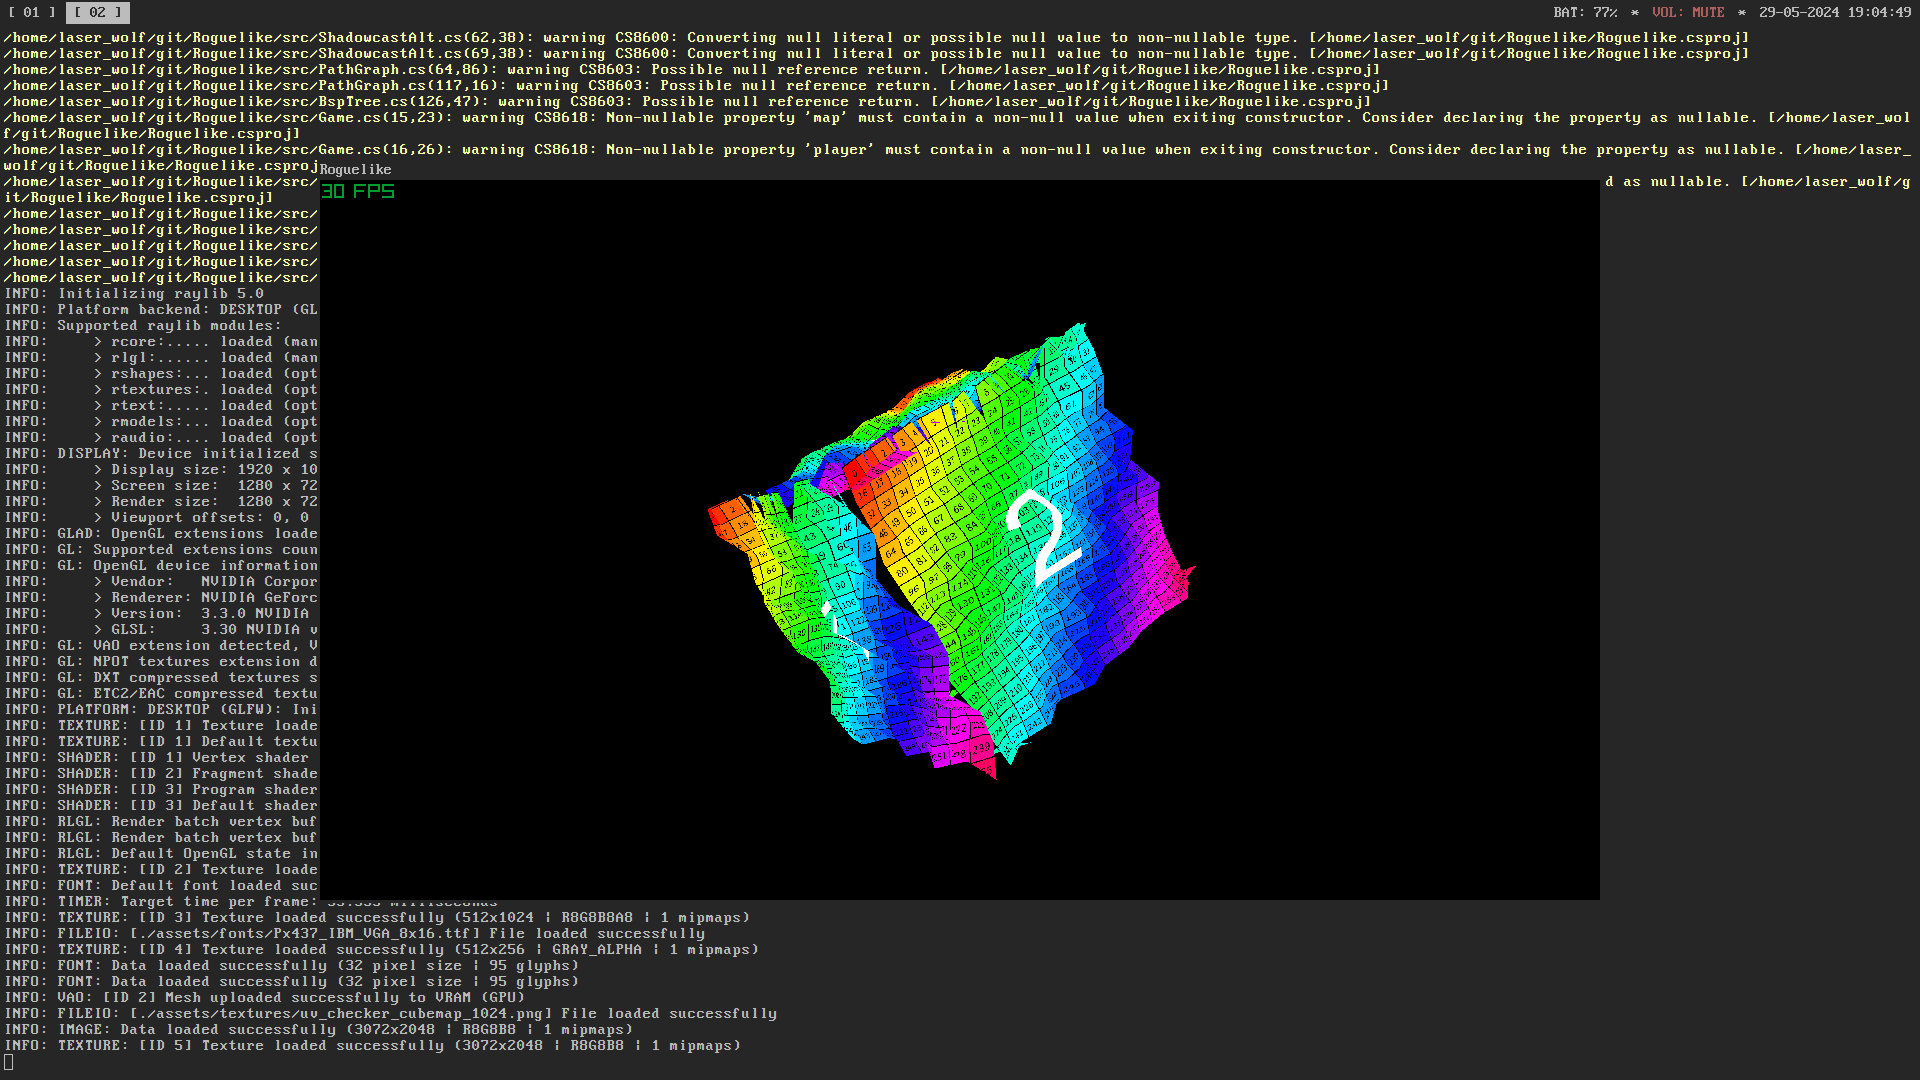 [ 01 ] [ 02 ] BAT: 77% * VOL: MUTE * 29-05-2024 19:04:49
/home/laser_wolf/git/Roguelike/src/ShadowcastAlt.cs(62,38): warning CS8600: Converting null literal or possible null value to non-nullable type. [/home/laser_wolf/git/Roguelike/Roguelike.csproj]
/home/laser_wolf/git/Roguelike/src/ShadowcastAlt.cs(69,38): warning CS8600: Converting null literal or possible null value to non-nullable type. [/home/laser_wolf/git/Roguelike/Roguelike.csproj]
/home/laser_wolf/git/Roguelike/src/PathGraph.cs(64,86): warning CS8603: Possible null reference return. [/home/laser_wolf/git/Roguelike/Roguelike.csproj]
/home/laser_wolf/git/Roguelike/src/PathGraph.cs(117,16): warning CS8603: Possible null reference return. [/home/laser_wolf/git/Roguelike/Roguelike.csproj]
/home/laser_wolf/git/Roguelike/src/BspTree.cs(126,47): warning CS8603: Possible null reference return. [/home/laser_wolf/git/Roguelike/Roguelike.csproj]
/home/laser_wolf/git/Roguelike/src/Game.cs(15,23): warning CS8618: Non-nullable property 'map' must contain a non-null value when exiting constructor. Consider declaring the property as nullable. [/home/laser_wol
f/git/Roguelike/Roguelike.csproj]
/home/laser_wolf/git/Roguelike/src/Game.cs(16,26): warning CS8618: Non-nullable property 'player' must contain a non-null value when exiting constructor. Consider declaring the property as nullable. [/home/laser_
wolf/git/Roguelike/Roguelike.csproj
Roguelike
/home/laser_wolf/git/Roguelike/src/ d as nullable. [/home/laser_wolf/g
it/Roguelike/Roguelike.csproj]
30 FPS
/home/laser_wolf/git/Roguelike/src/
/home/laser_wolf/git/Roguelike/src/
/home/laser_wolf/git/Roguelike/src/
/home/laser_wolf/git/Roguelike/src/
/home/laser_wolf/git/Roguelike/src/
INFO: Initializing raylib 5.0
INFO: Platform backend: DESKTOP (GL
INFO: Supported raylib modules:
INFO: > rcore:..... loaded (man
INFO: > rlgl:...... loaded (man
INFO: > rshapes:... loaded (opt
INFO: > rtextures:. loaded (opt
INFO: > rtext:..... loaded (opt
INFO: > rmodels:... loaded (opt
INFO: > raudio:.... loaded (opt
INFO: DISPLAY: Device initialized s
INFO: > Display size: 1920 x 10
INFO: > Screen size: 1280 x 72
INFO: > Render size: 1280 x 72
INFO: > Viewport offsets: 0, 0
INFO: GLAD: OpenGL extensions loade
INFO: GL: Supported extensions coun
INFO: GL: OpenGL device information
INFO: > Vendor: NVIDIA Corpor
INFO: > Renderer: NVIDIA GeForc
INFO: > Version: 3.3.0 NVIDIA
INFO: > GLSL: 3.30 NVIDIA v
INFO: GL: VAO extension detected, V
INFO: GL: NPOT textures extension d
INFO: GL: DXT compressed textures s
INFO: GL: ETC2/EAC compressed textu
INFO: PLATFORM: DESKTOP (GLFW): Ini
INFO: TEXTURE: [ID 1] Texture loade
INFO: TEXTURE: [ID 1] Default textu
INFO: SHADER: [ID 1] Vertex shader
INFO: SHADER: [ID 2] Fragment shade
INFO: SHADER: [ID 3] Program shader
INFO: SHADER: [ID 3] Default shader
INFO: RLGL: Render batch vertex buf
INFO: RLGL: Render batch vertex buf
INFO: RLGL: Default OpenGL state in
INFO: TEXTURE: [ID 2] Texture loade
INFO: FONT: Default font loaded suc
INFO: TIMER: Target time per frame: 33.333 milliseconds
INFO: TEXTURE: [ID 3] Texture loaded successfully (512x1024 | R8G8B8A8 | 1 mipmaps)
INFO: FILEIO: [./assets/fonts/Px437_IBM_VGA_8x16.ttf] File loaded successfully
INFO: TEXTURE: [ID 4] Texture loaded successfully (512x256 | GRAY_ALPHA | 1 mipmaps)
INFO: FONT: Data loaded successfully (32 pixel size | 95 glyphs)
INFO: FONT: Data loaded successfully (32 pixel size | 95 glyphs)
INFO: VAO: [ID 2] Mesh uploaded successfully to VRAM (GPU)
INFO: FILEIO: [./assets/textures/uv_checker_cubemap_1024.png] File loaded successfully
INFO: IMAGE: Data loaded successfully (3072x2048 | R8G8B8 | 1 mipmaps)
INFO: TEXTURE: [ID 5] Texture loaded successfully (3072x2048 | R8G8B8 | 1 mipmaps)
2